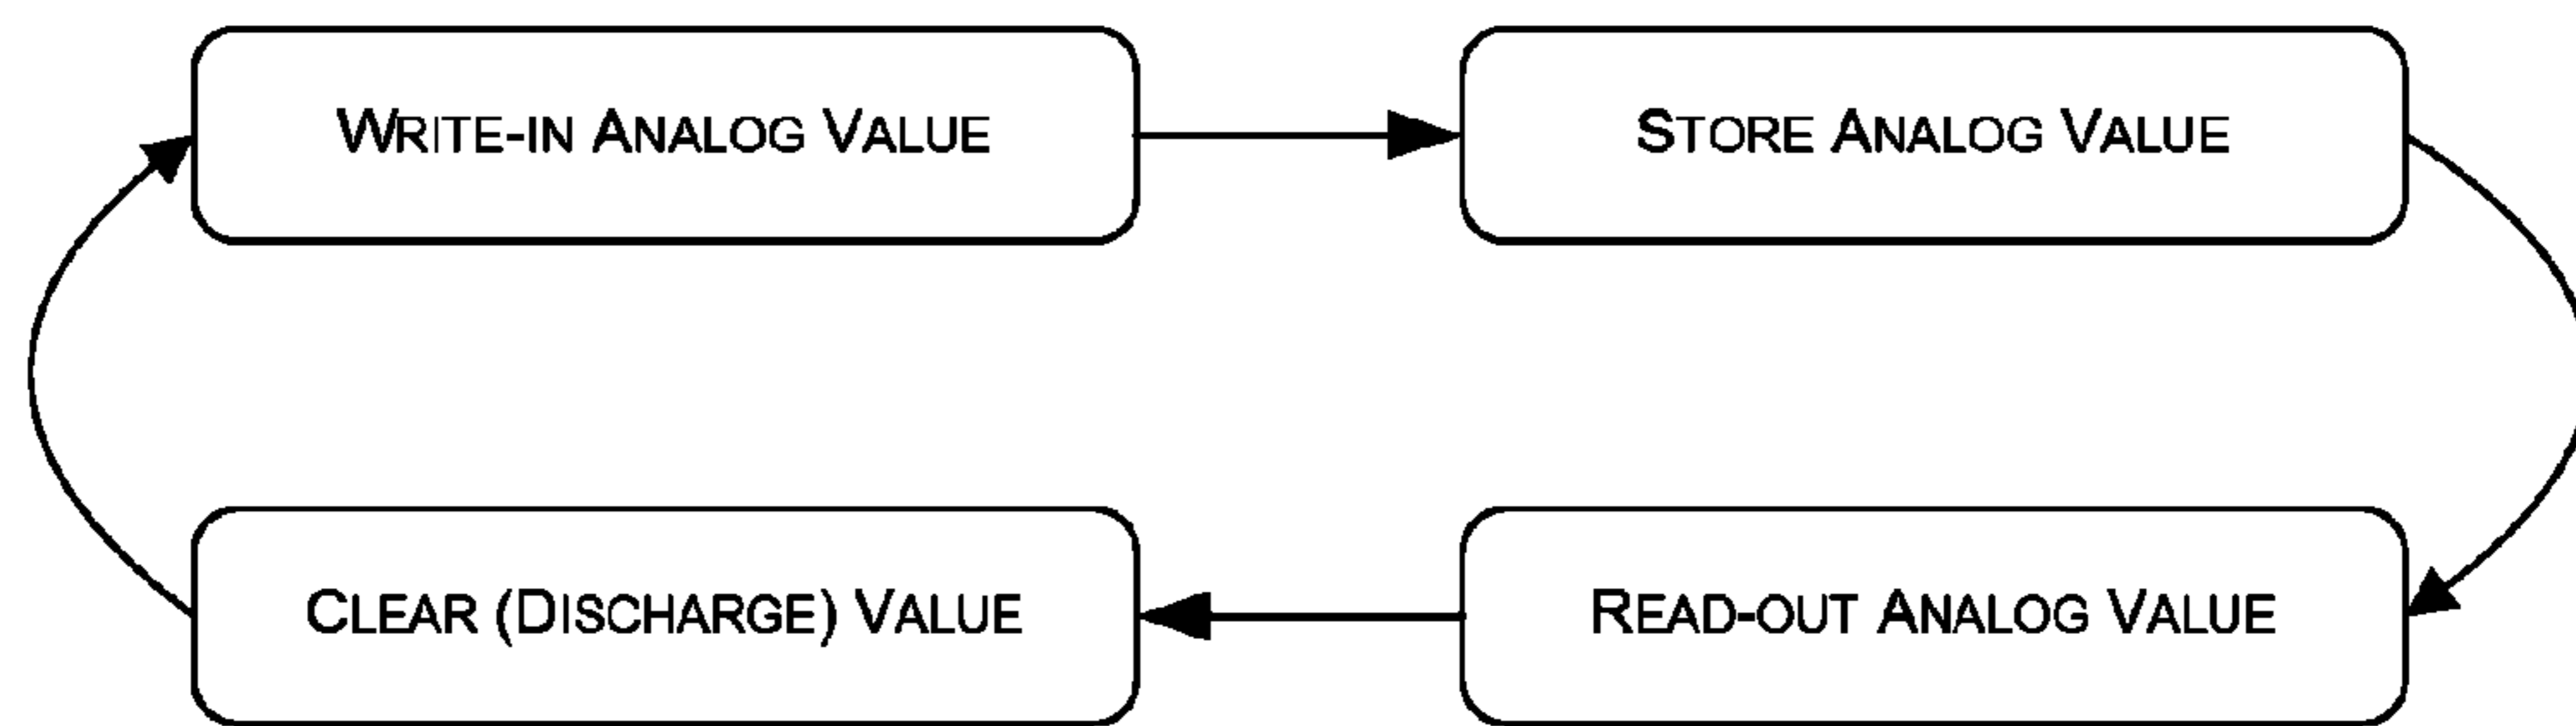 WRITE-IN ANALOG VALUE
STORE ANALOG VALUE
CLEAR (DISCHARGE) VALUE
READ-OUT ANALOG VALUE